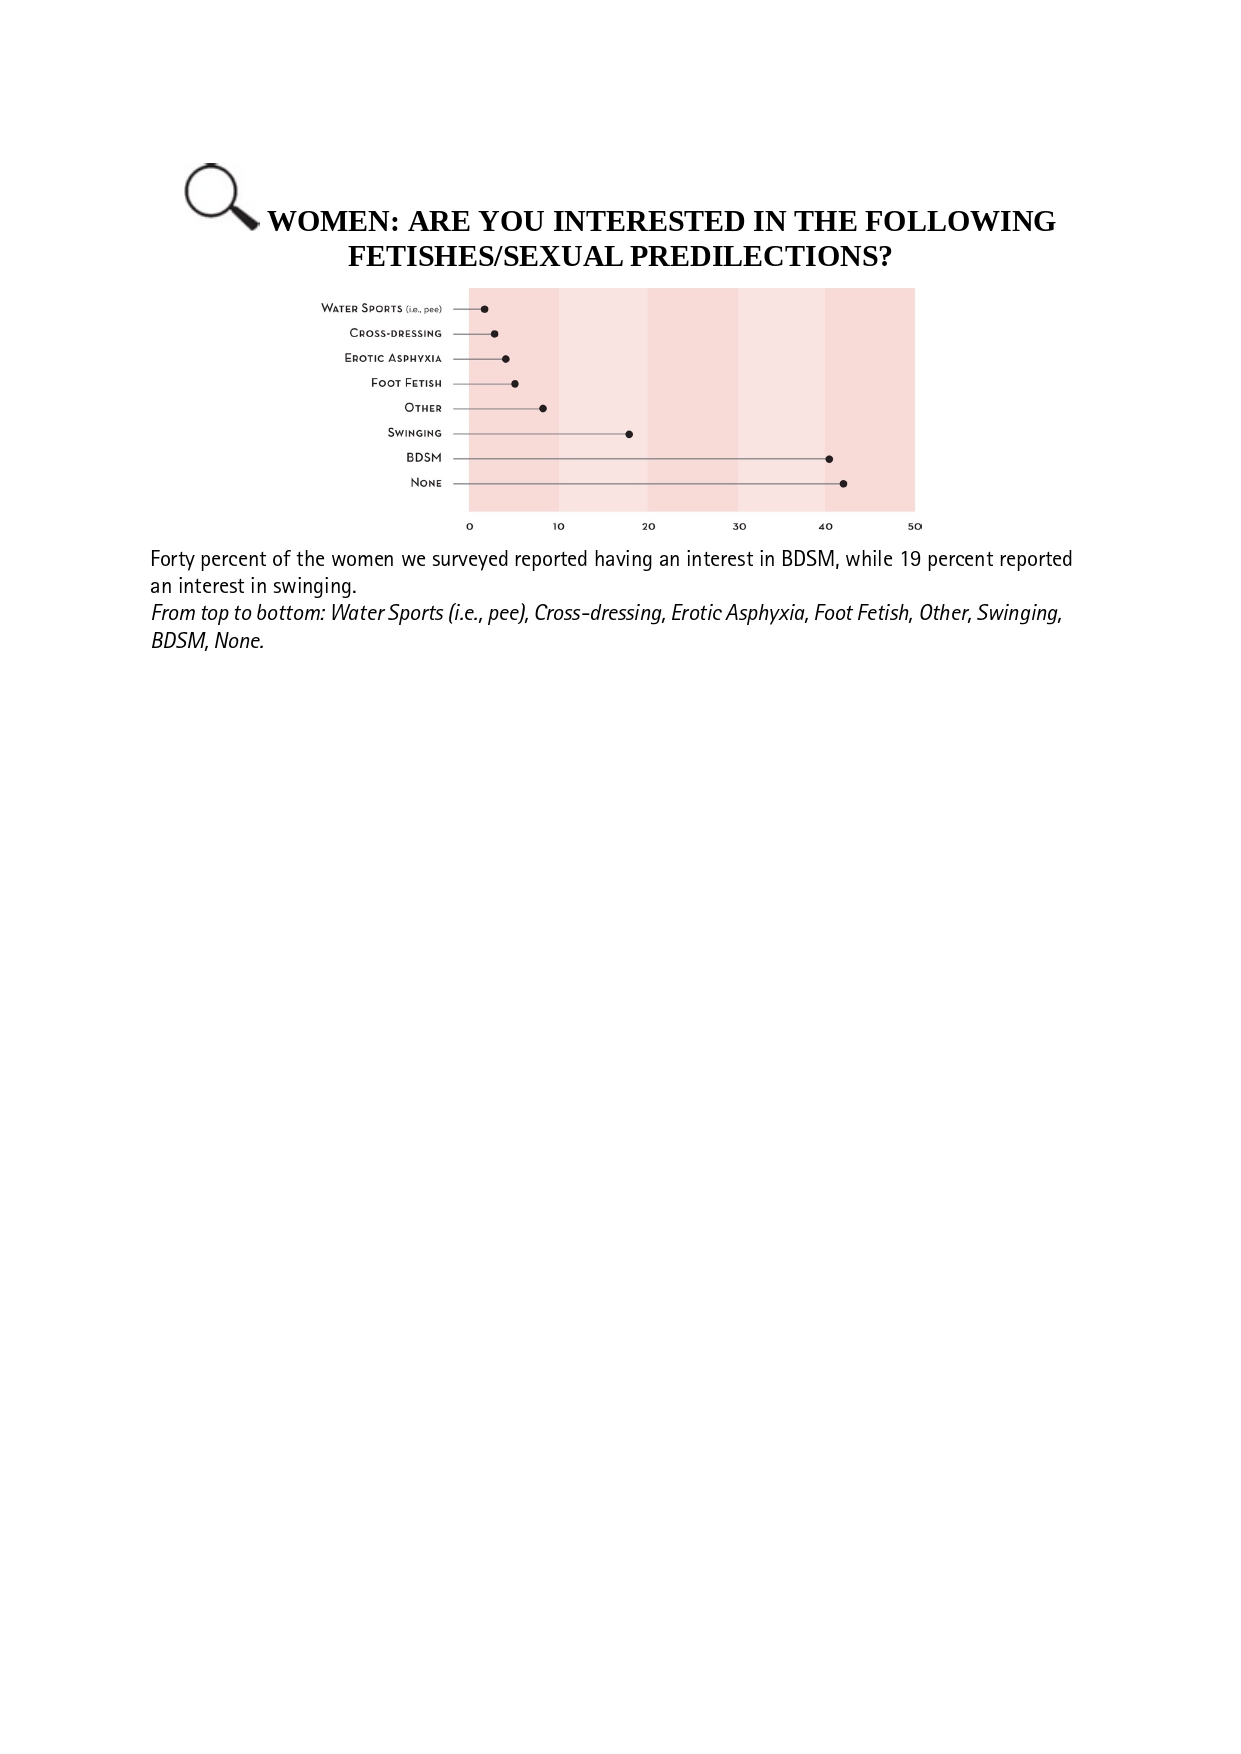 WOMEN: ARE YOU INTERESTED IN THE FOLLOWING
FETISHES/SEXUAL PREDILECTIONS?
WATER SPORTS (i.e., pee)
CROSS-DRESSING
EROTIC ASPHYXIA
FOOT FETISH
OTHER
SWINGING
BDSM
NONE
0 10 20 30 40 50
Forty percent of the women we surveyed reported having an interest in BDSM, while 19 percent reported
an interest in swinging.
From top to bottom: Water Sports (i.e., pee), Cross-dressing, Erotic Asphyxia, Foot Fetish, Other, Swinging,
BDSM, None.